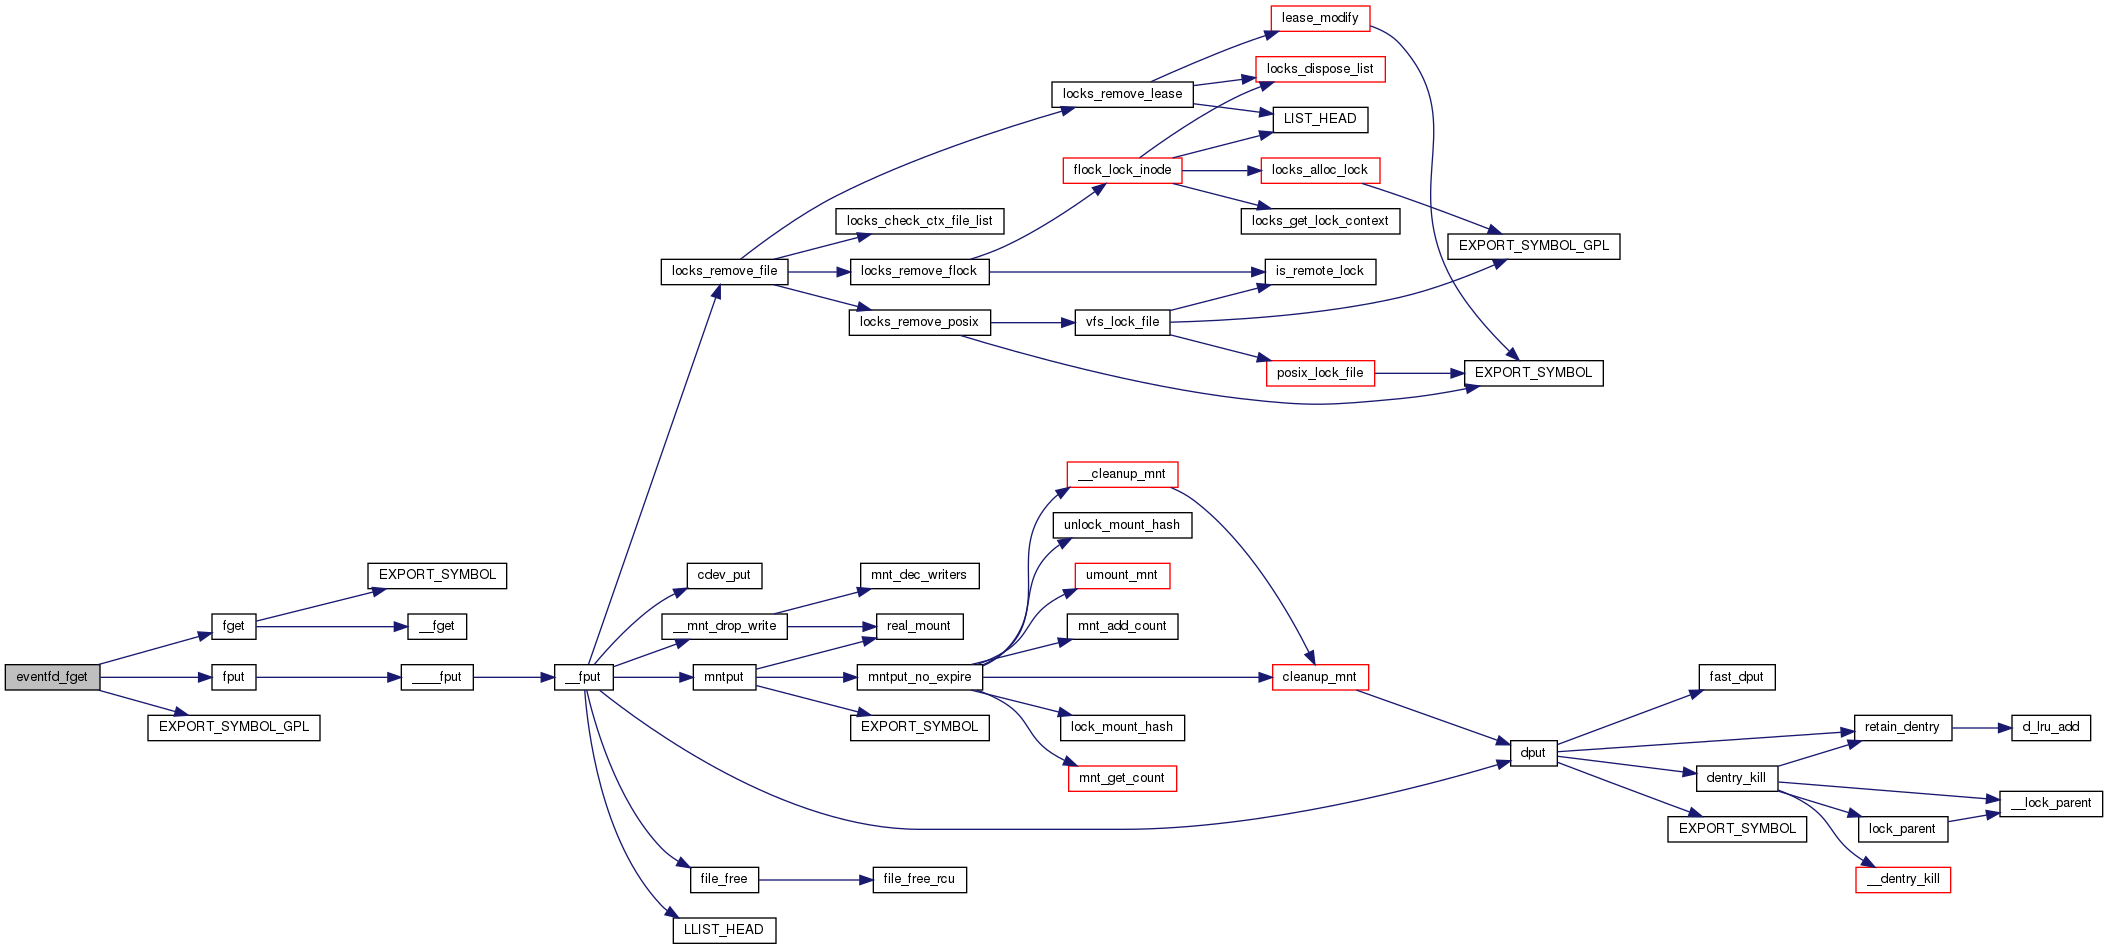 lease_modify
locks_dispose_list
locks_remove_lease
LIST_HEAD
flock_lock_inode
locks_alloc_lock
locks_check_ctx_file_list
locks_get_lock_context
EXPORT_SYMBOL_GPL
locks_remove_file
locks_remove_flock
is_remote_lock
locks_remove_posix
vfs_lock_file
posix_lock_file
EXPORT_SYMBOL
__cleanup_mnt
unlock_mount_hash
EXPORT_SYMBOL
cdev_put
mnt_dec_writers
umount_mnt
fget
__fget
__mnt_drop_write
real_mount
mnt_add_count
eventfd_fget
fput
____fput
__fput
mntput
mntput_no_expire
cleanup_mnt
fast_dput
EXPORT_SYMBOL_GPL
EXPORT_SYMBOL
lock_mount_hash
retain_dentry
d_lru_add
dput
mnt_get_count
dentry_kill
__lock_parent
EXPORT_SYMBOL
lock_parent
file_free
file_free_rcu
__dentry_kill
LLIST_HEAD